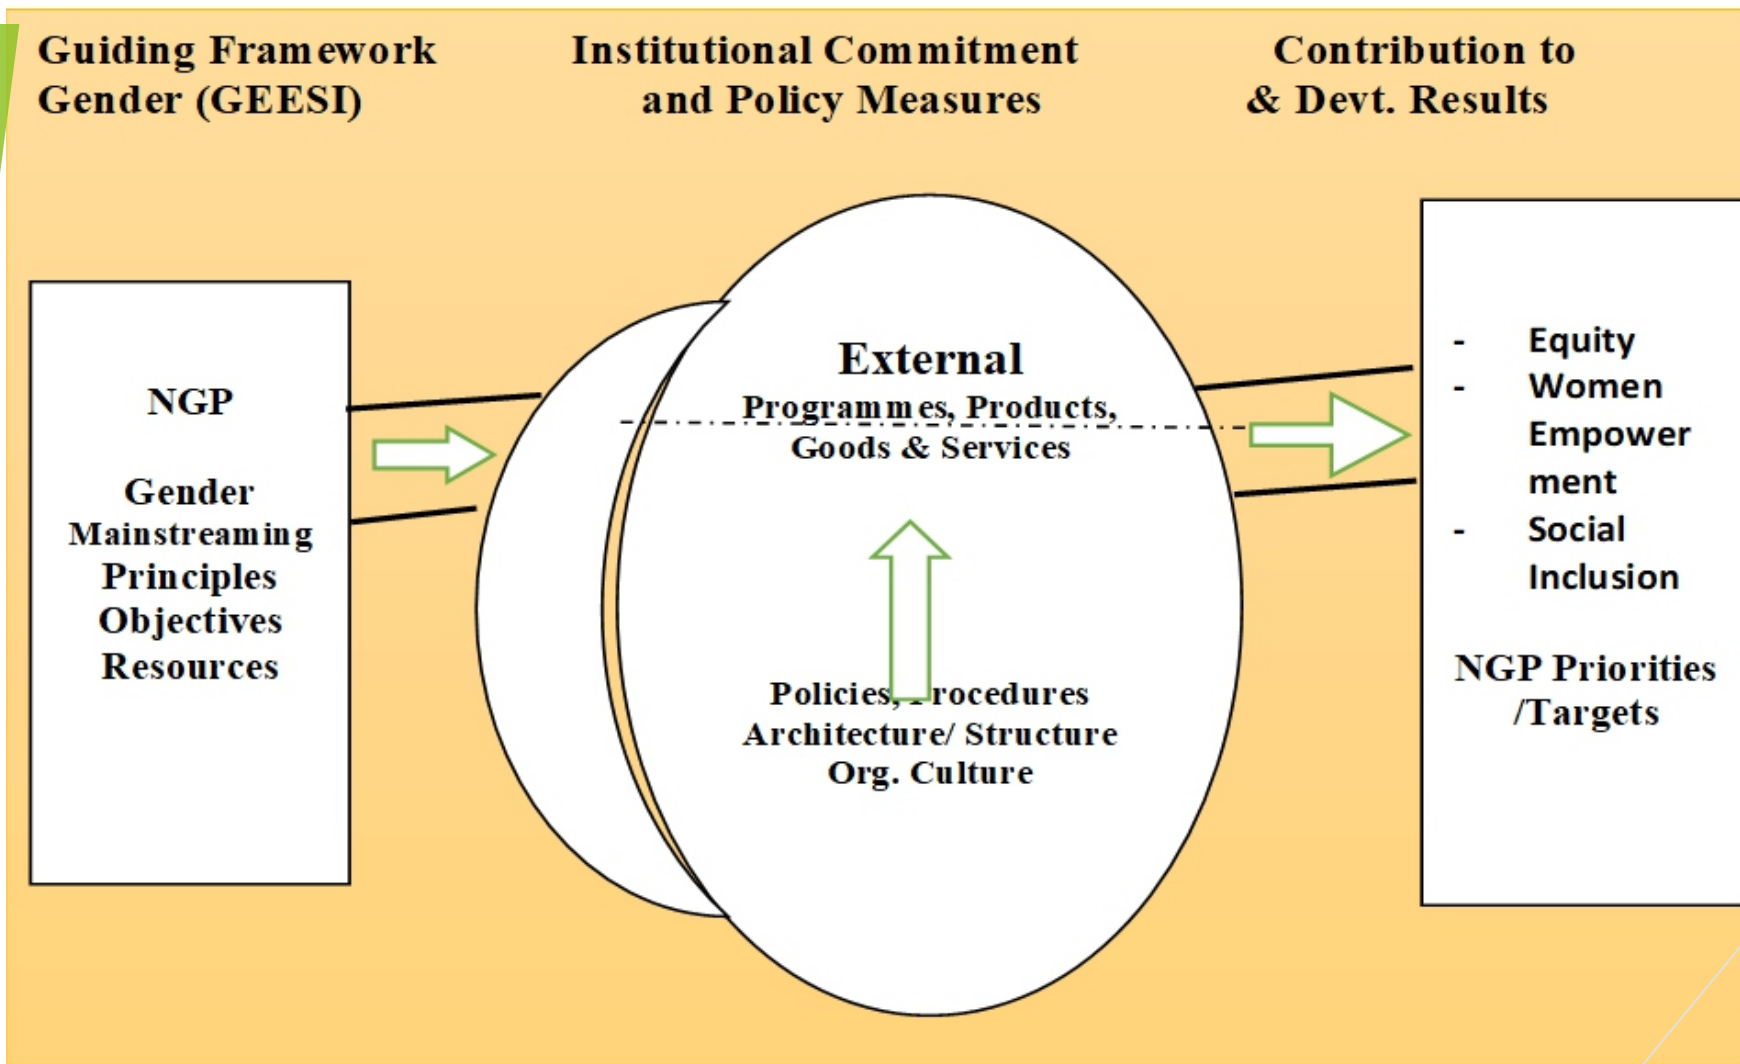 Guiding Framework
Gender (GEESI)
Institutional Commitment
and Policy Measures
Contribution to
& Devt. Results
NGP
Gender
Mainstreaming
Principles
Objectives
Resources
External
Programmes, Products,
Goods & Services
Policies, Procedures
Architecture/ Structure
Org. Culture
- Equity
- Women
Empower
ment
- Social
Inclusion
NGP Priorities
/Targets